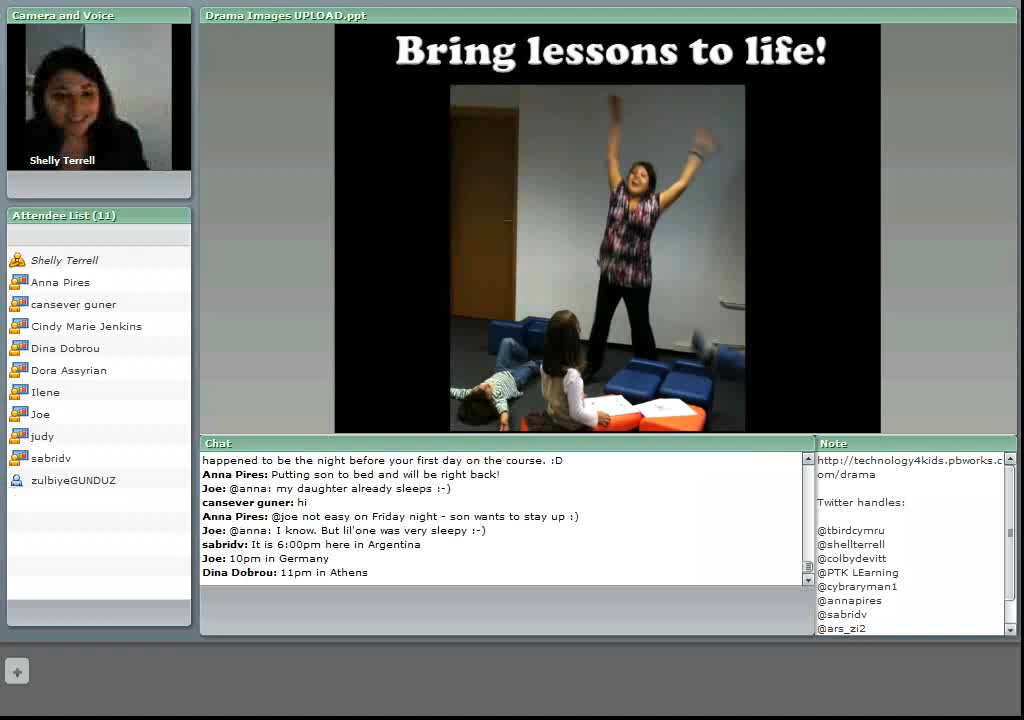 Camera and Voice
Shelly Terrell
Attendee List (11)
Shelly Terrell
Anna Pires
cansever guner
Cindy Marie Jenkins
Dina Dobrou
Dora Assyrian
Ilene
Joe
judy
sabridv
zulbiyeGUNDUZ
Drama Images UPLOAD.ppt
Bring lessons to life!
Chat
happened to be the night before your first day on the course. :D
Anna Pires: Putting son to bed and will be right back!
Joe: @anna: my daughter already sleeps :-)
cansever guner: hi
Anna Pires: @joe not easy on Friday night - son wants to stay up :)
Joe: @anna: I know. But lil'one was very sleepy :-)
sabridv: It is 6:00pm here in Argentina
Joe: 10pm in Germany
Dina Dobrou: 11pm in Athens
Note
http://technology4kids.pbworks.c
om/drama
Twitter handles:
@tbirdcymru
@shellterrell
@colbydevitt
@PTK LEarning
@cybraryman1
@annapires
@sabridv
@ars_zi2